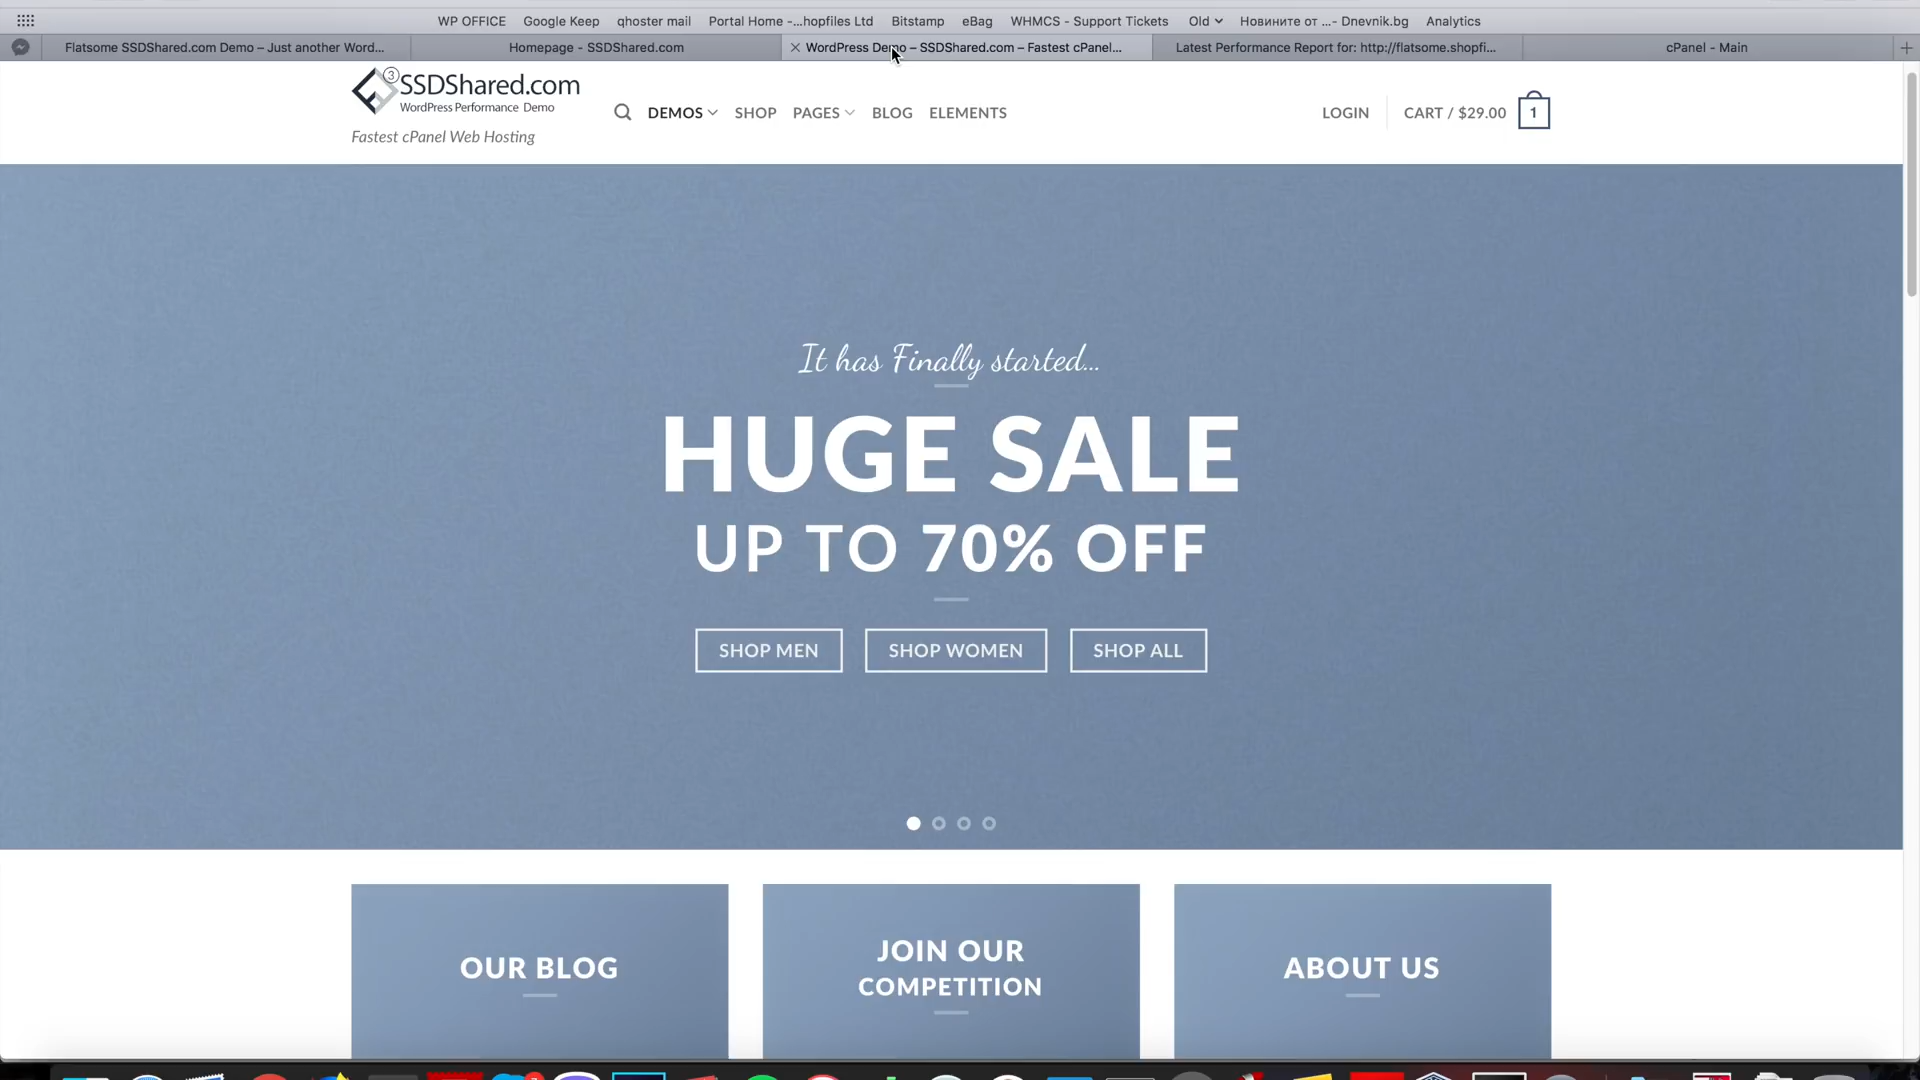 WP OFFICE Google Keep qhoster mail Portal Home -...hopfiles Ltd Bitstamp eBag WHMCS - Support Tickets Old Новините от ...- Dnevnik.bg Analytics
Flatsome SSDShared.com Demo – Just another Word... Homepage - SSDShared.com WordPress Demo – SSDShared.com – Fastest cPanel... Latest Performance Report for: http://flatsome.shopfi... cPanel - Main
3 SSDShared.com
WordPress Performance Demo
Fastest cPanel Web Hosting
DEMOS SHOP PAGES BLOG ELEMENTS LOGIN CART / $29.00 1
It has Finally started...
HUGE SALE
UP TO 70% OFF
SHOP MEN SHOP WOMEN SHOP ALL
OUR BLOG
JOIN OUR
COMPETITION
ABOUT US